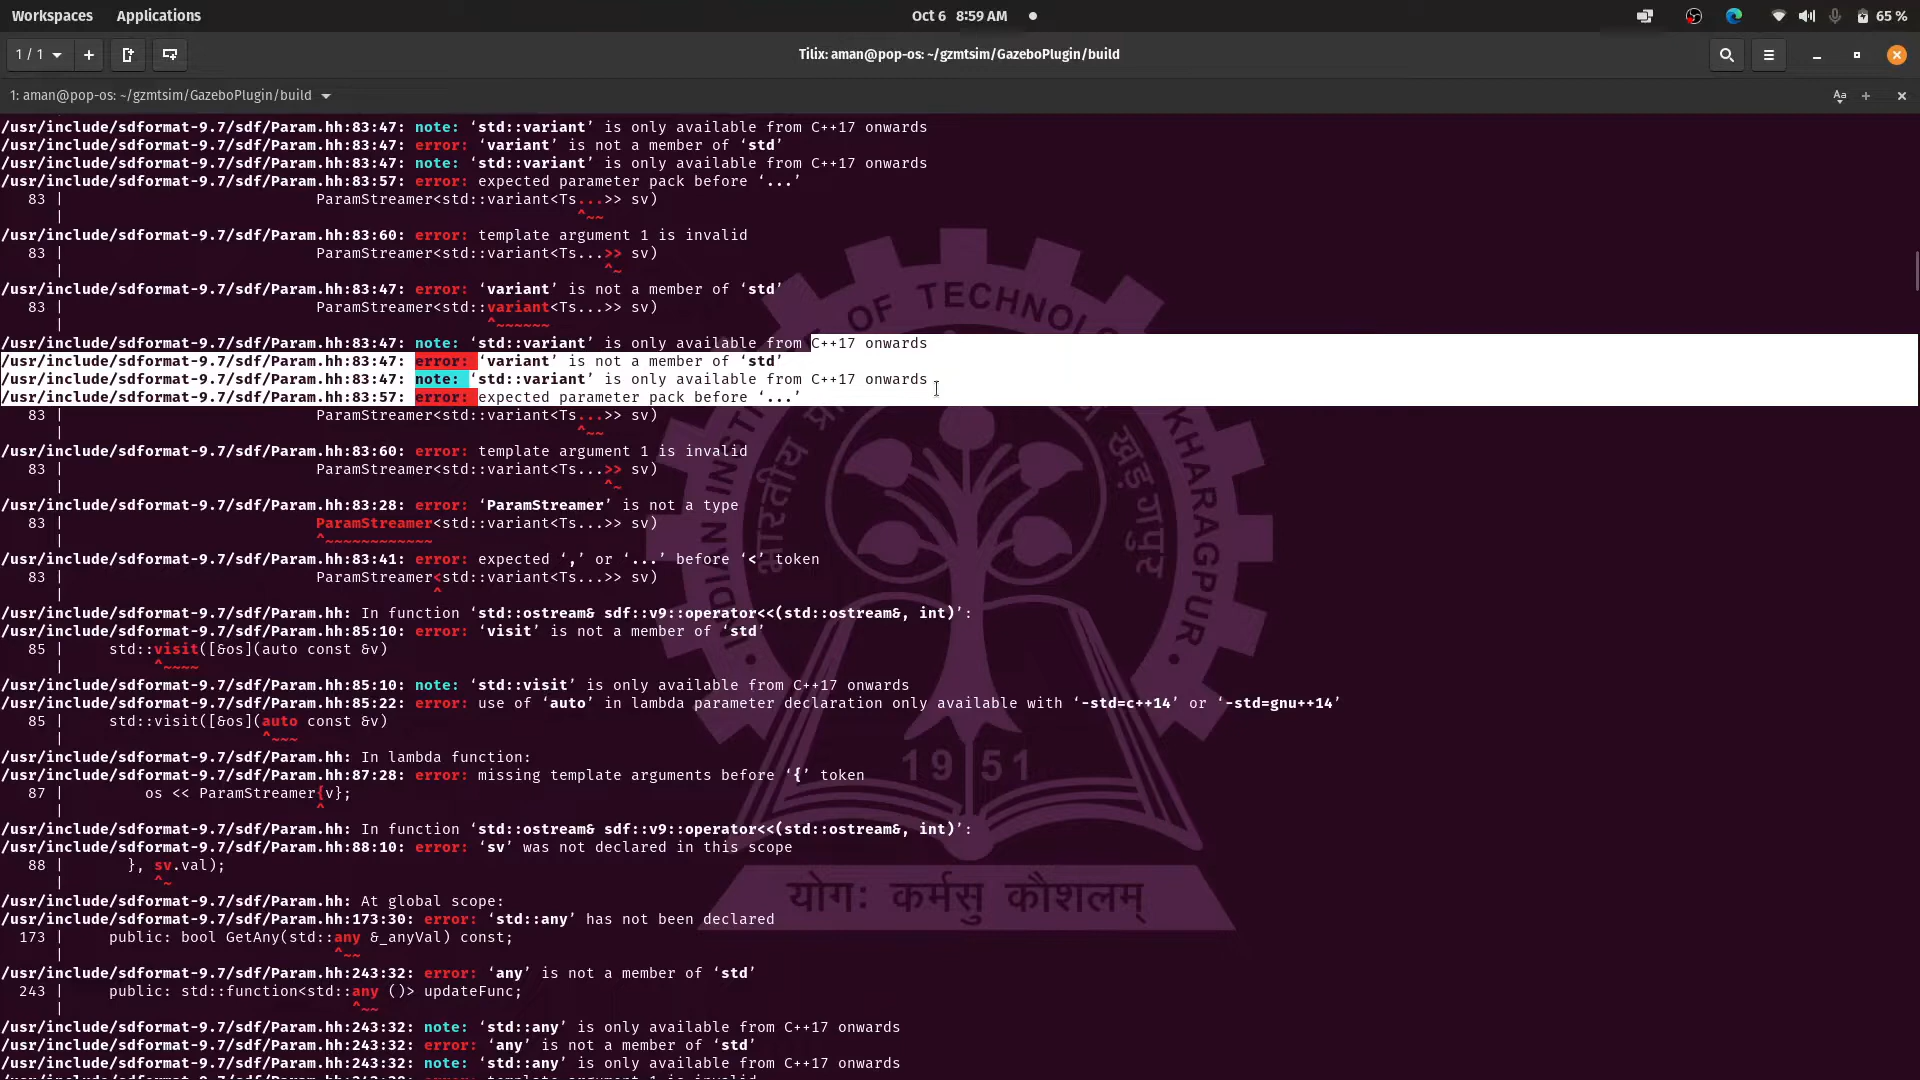 Workspaces Applications Oct 6 8:59 AM 65 %
1 / 1 Tilix: aman@pop-os: ~/gzmtsim/GazeboPlugin/build
1: aman@pop-os: ~/gzmtsim/GazeboPlugin/build Aa
/usr/include/sdformat-9.7/sdf/Param.hh:83:47: note: ‘std::variant’ is only available from C++17 onwards
/usr/include/sdformat-9.7/sdf/Param.hh:83:47: error: ‘variant’ is not a member of ‘std’
/usr/include/sdformat-9.7/sdf/Param.hh:83:47: note: ‘std::variant’ is only available from C++17 onwards
/usr/include/sdformat-9.7/sdf/Param.hh:83:57: error: expected parameter pack before ‘...’
83 | ParamStreamer<std::variant<Ts...>> sv)
| ^~~
/usr/include/sdformat-9.7/sdf/Param.hh:83:60: error: template argument 1 is invalid
83 | ParamStreamer<std::variant<Ts...>> sv)
| ^~
/usr/include/sdformat-9.7/sdf/Param.hh:83:47: error: ‘variant’ is not a member of ‘std’
83 | ParamStreamer<std::variant<Ts...>> sv)
| ^~~~~~~
/usr/include/sdformat-9.7/sdf/Param.hh:83:47: note: ‘std::variant’ is only available from C++17 onwards
/usr/include/sdformat-9.7/sdf/Param.hh:83:47: error: ‘variant’ is not a member of ‘std’
/usr/include/sdformat-9.7/sdf/Param.hh:83:47: note: ‘std::variant’ is only available from C++17 onwards
/usr/include/sdformat-9.7/sdf/Param.hh:83:57: error: expected parameter pack before ‘...’
83 | ParamStreamer<std::variant<Ts...>> sv)
| ^~~
/usr/include/sdformat-9.7/sdf/Param.hh:83:60: error: template argument 1 is invalid
83 | ParamStreamer<std::variant<Ts...>> sv)
| ^~
/usr/include/sdformat-9.7/sdf/Param.hh:83:28: error: ‘ParamStreamer’ is not a type
83 | ParamStreamer<std::variant<Ts...>> sv)
| ^~~~~~~~~~~~~
/usr/include/sdformat-9.7/sdf/Param.hh:83:41: error: expected ‘,’ or ‘...’ before ‘<’ token
83 | ParamStreamer<std::variant<Ts...>> sv)
| ^
/usr/include/sdformat-9.7/sdf/Param.hh: In function ‘std::ostream& sdf::v9::operator<<(std::ostream&, int)’:
/usr/include/sdformat-9.7/sdf/Param.hh:85:10: error: ‘visit’ is not a member of ‘std’
85 | std::visit([&os](auto const &v)
| ^~~~~
/usr/include/sdformat-9.7/sdf/Param.hh:85:10: note: ‘std::visit’ is only available from C++17 onwards
/usr/include/sdformat-9.7/sdf/Param.hh:85:22: error: use of ‘auto’ in lambda parameter declaration only available with ‘-std=c++14’ or ‘-std=gnu++14’
85 | std::visit([&os](auto const &v)
| ^~~~
/usr/include/sdformat-9.7/sdf/Param.hh: In lambda function:
/usr/include/sdformat-9.7/sdf/Param.hh:87:28: error: missing template arguments before ‘{’ token
87 | os << ParamStreamer{v};
| ^
/usr/include/sdformat-9.7/sdf/Param.hh: In function ‘std::ostream& sdf::v9::operator<<(std::ostream&, int)’:
/usr/include/sdformat-9.7/sdf/Param.hh:88:10: error: ‘sv’ was not declared in this scope
88 | }, sv.val);
| ^~
/usr/include/sdformat-9.7/sdf/Param.hh: At global scope:
/usr/include/sdformat-9.7/sdf/Param.hh:173:30: error: ‘std::any’ has not been declared
173 | public: bool GetAny(std::any &_anyVal) const;
| ^~~
/usr/include/sdformat-9.7/sdf/Param.hh:243:32: error: ‘any’ is not a member of ‘std’
243 | public: std::function<std::any ()> updateFunc;
| ^~~
/usr/include/sdformat-9.7/sdf/Param.hh:243:32: note: ‘std::any’ is only available from C++17 onwards
/usr/include/sdformat-9.7/sdf/Param.hh:243:32: error: ‘any’ is not a member of ‘std’
/usr/include/sdformat-9.7/sdf/Param.hh:243:32: note: ‘std::any’ is only available from C++17 onwards
OF TECHNOLOGY
KHARAGPUR
INDIAN
1951
योगः कर्मसु कौशलम्